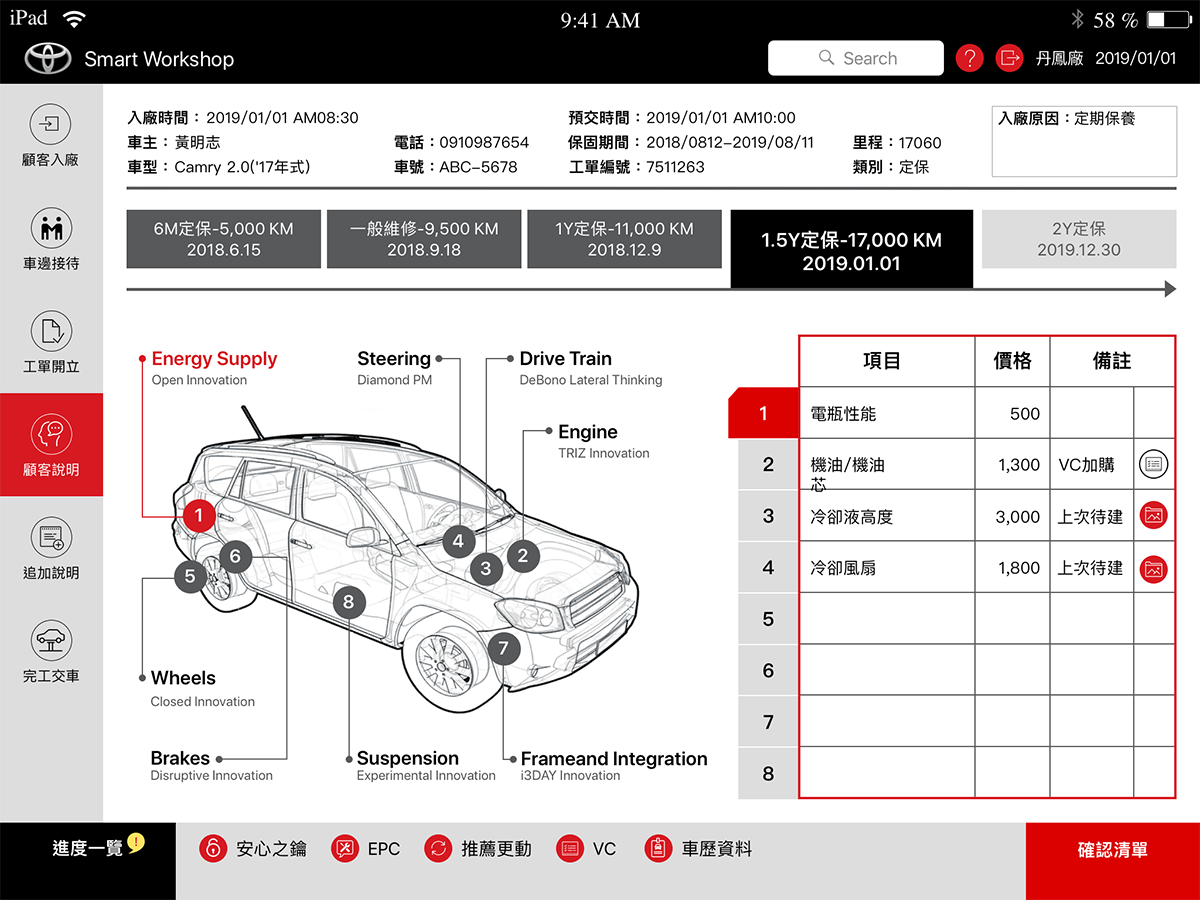 iPad
9:41 AM
58 %
Smart Workshop
Search
?
丹鳳廠 2019/01/01
顧客入廠
車邊接待
工單開立
顧客說明
追加說明
完工交車
入廠時間：2019/01/01 AM08:30
預交時間：2019/01/01 AM10:00
入廠原因：定期保養
車主：黃明志
電話：0910987654
保固期間：2018/0812-2019/08/11
里程：17060
車型：Camry 2.0('17年式)
車號：ABC-5678
工單編號：7511263
類別：定保
6M定保-5,000 KM
2018.6.15
一般維修-9,500 KM
2018.9.18
1Y定保-11,000 KM
2018.12.9
1.5Y定保-17,000 KM
2019.01.01
2Y定保
2019.12.30
Energy Supply
Open Innovation
Steering
Diamond PM
Drive Train
DeBono Lateral Thinking
Engine
TRIZ Innovation
1
2
3
4
5
6
7
8
Wheels
Closed Innovation
Brakes
Disruptive Innovation
Suspension
Experimental Innovation
Frameand Integration
i3DAY Innovation
項目 價格 備註
1 電瓶性能 500
2 機油/機油芯 1,300 VC加購
3 冷卻液高度 3,000 上次待建
4 冷卻風扇 1,800 上次待建
5
6
7
8
進度一覽 !
安心之鑰
EPC
推薦更動
VC
車歷資料
確認清單